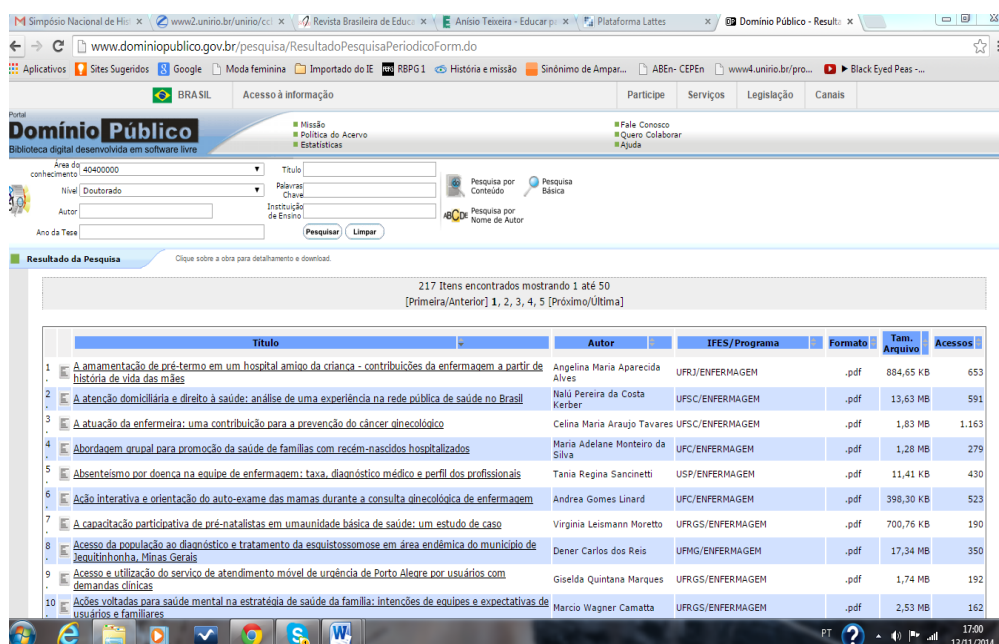 Simpósio Nacional de His
www2.unirio.br/unirio/ccl
Revista Brasileira de Educa
Anísio Teixeira - Educar pa
Plataforma Lattes
Domínio Público - Resulta
www.dominiopublico.gov.br/pesquisa/ResultadoPesquisaPeriodicoForm.do
Aplicativos Sites Sugeridos Google Moda feminina Importado do IE RBPG 1 História e missão Sinônimo de Ampar... ABEn- CEPEn www4.unirio.br/pro... Black Eyed Peas -...
BRASIL Acesso à informação Participe Serviços Legislação Canais
Portal
Domínio Público
Biblioteca digital desenvolvida em software livre
Missão
Política do Acervo
Estatísticas
Fale Conosco
Quero Colaborar
Ajuda
Área do conhecimento 40400000
Nível Doutorado
Autor
Ano da Tese
Título
Palavras Chave
Instituição de Ensino
Pesquisar Limpar
Pesquisa por Conteúdo
Pesquisa Básica
ABCDE Pesquisa por Nome de Autor
Resultado da Pesquisa Clique sobre a obra para detalhamento e download.
217 Itens encontrados mostrando 1 até 50
[Primeira/Anterior] 1, 2, 3, 4, 5 [Próximo/Última]
Título Autor IFES/Programa Formato Tam. Arquivo Acessos
1. A amamentação de pré-termo em um hospital amigo da criança - contribuições da enfermagem a partir de história de vida das mães Angelina Maria Aparecida Alves UFRJ/ENFERMAGEM .pdf 884,65 KB 653
2. A atenção domiciliária e direito à saúde: análise de uma experiência na rede pública de saúde no Brasil Nalú Pereira da Costa Kerber UFSC/ENFERMAGEM .pdf 13,63 MB 591
3. A atuação da enfermeira: uma contribuição para a prevenção do câncer ginecológico Celina Maria Araujo Tavares UFSC/ENFERMAGEM .pdf 1,83 MB 1.163
4. Abordagem grupal para promoção da saúde de famílias com recém-nascidos hospitalizados Maria Adelane Monteiro da Silva UFC/ENFERMAGEM .pdf 1,28 MB 279
5. Absenteísmo por doença na equipe de enfermagem: taxa, diagnóstico médico e perfil dos profissionais Tania Regina Sancinetti USP/ENFERMAGEM .pdf 11,41 KB 430
6. Ação interativa e orientação do auto-exame das mamas durante a consulta ginecológica de enfermagem Andrea Gomes Linard UFC/ENFERMAGEM .pdf 398,30 KB 523
7. A capacitação participativa de pré-natalistas em umaunidade básica de saúde: um estudo de caso Virginia Leismann Moretto UFRGS/ENFERMAGEM .pdf 700,76 KB 190
8. Acesso da população ao diagnóstico e tratamento da esquistossomose em área endêmica do município de Jequitinhonha, Minas Gerais Dener Carlos dos Reis UFMG/ENFERMAGEM .pdf 17,34 MB 350
9. Acesso e utilização do serviço de atendimento móvel de urgência de Porto Alegre por usuários com demandas clínicas Giselda Quintana Marques UFRGS/ENFERMAGEM .pdf 1,74 MB 192
10. Ações voltadas para saúde mental na estratégia de saúde da família: intenções de equipes e expectativas de usuários e familiares Marcio Wagner Camatta UFRGS/ENFERMAGEM .pdf 2,53 MB 162
PT 17:00
13/11/2014